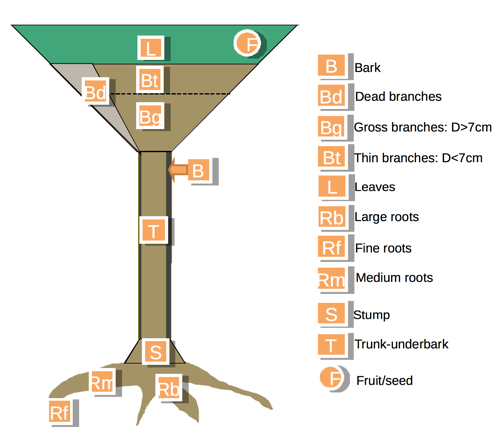 L
F
Bt
Bd
Bg
B
T
S
Rm
Rb
Rf
B Bark
Bd Dead branches
Bg Gross branches: D>7cm
Bt Thin branches: D<7cm
L Leaves
Rb Large roots
Rf Fine roots
Rm Medium roots
S Stump
T Trunk-underbark
F Fruit/seed